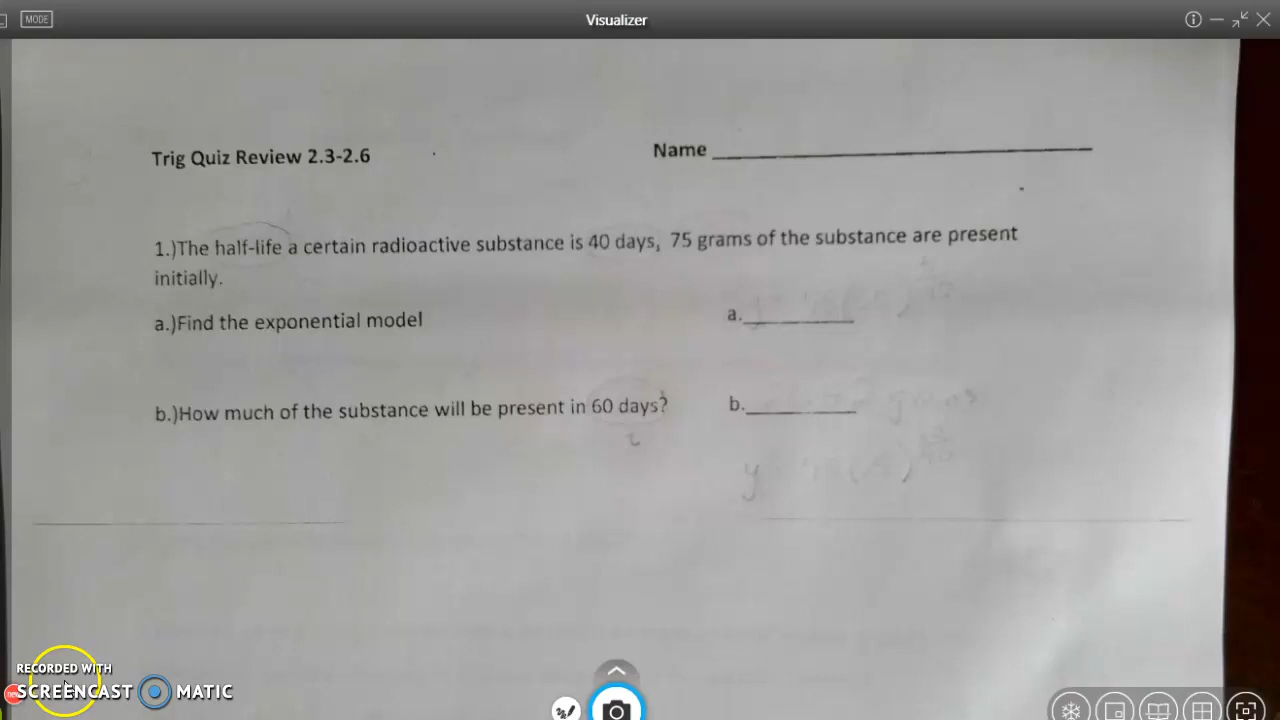 MODE
Visualizer
Trig Quiz Review 2.3-2.6
Name
1.)The half-life a certain radioactive substance is 40 days, 75 grams of the substance are present
initially.
a.)Find the exponential model
a.
b.)How much of the substance will be present in 60 days?
b.
grams
t
y
RECORDED WITH
SCREENCAST MATIC